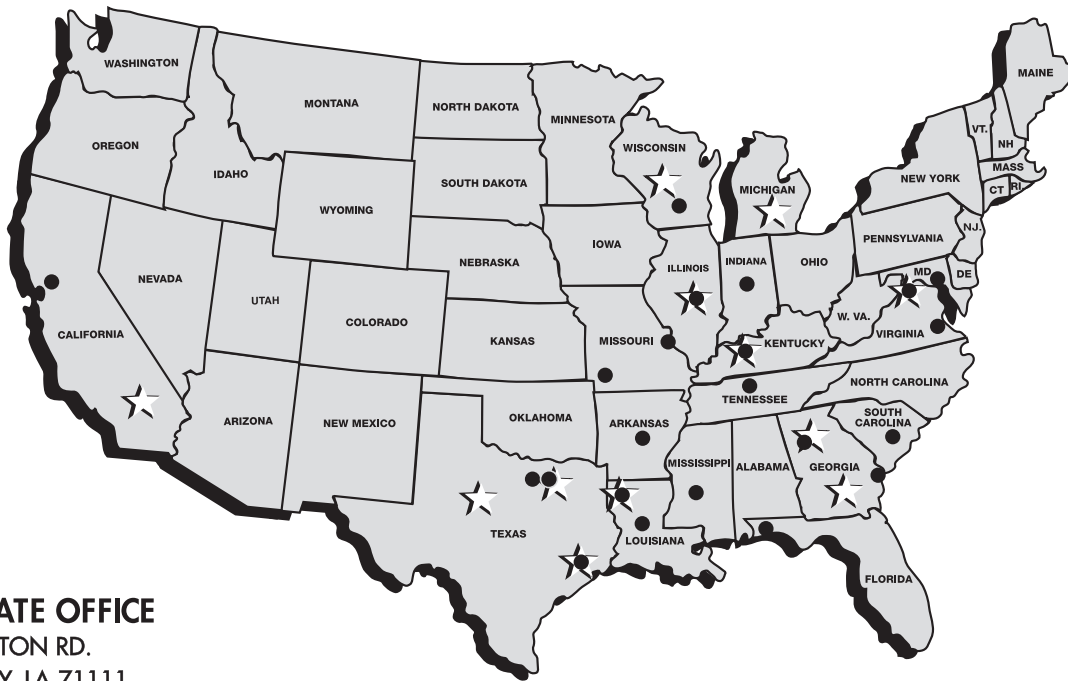 WASHINGTON
MONTANA
NORTH DAKOTA
MINNESOTA
MAINE
OREGON
IDAHO
WYOMING
SOUTH DAKOTA
WISCONSIN
MICHIGAN
NEW YORK
VT.
NH
MASS
CT
RI.
NEVADA
UTAH
COLORADO
NEBRASKA
IOWA
ILLINOIS
INDIANA
OHIO
PENNSYLVANIA
NJ.
MD
DE
CALIFORNIA
KANSAS
MISSOURI
KENTUCKY
W. VA.
VIRGINIA
ARIZONA
NEW MEXICO
OKLAHOMA
ARKANSAS
TENNESSEE
NORTH CAROLINA
SOUTH
CAROLINA
TEXAS
LOUISIANA
MISSISSIPPI
ALABAMA
GEORGIA
FLORIDA
ATE OFFICE
TON RD.
Y, LA 71111